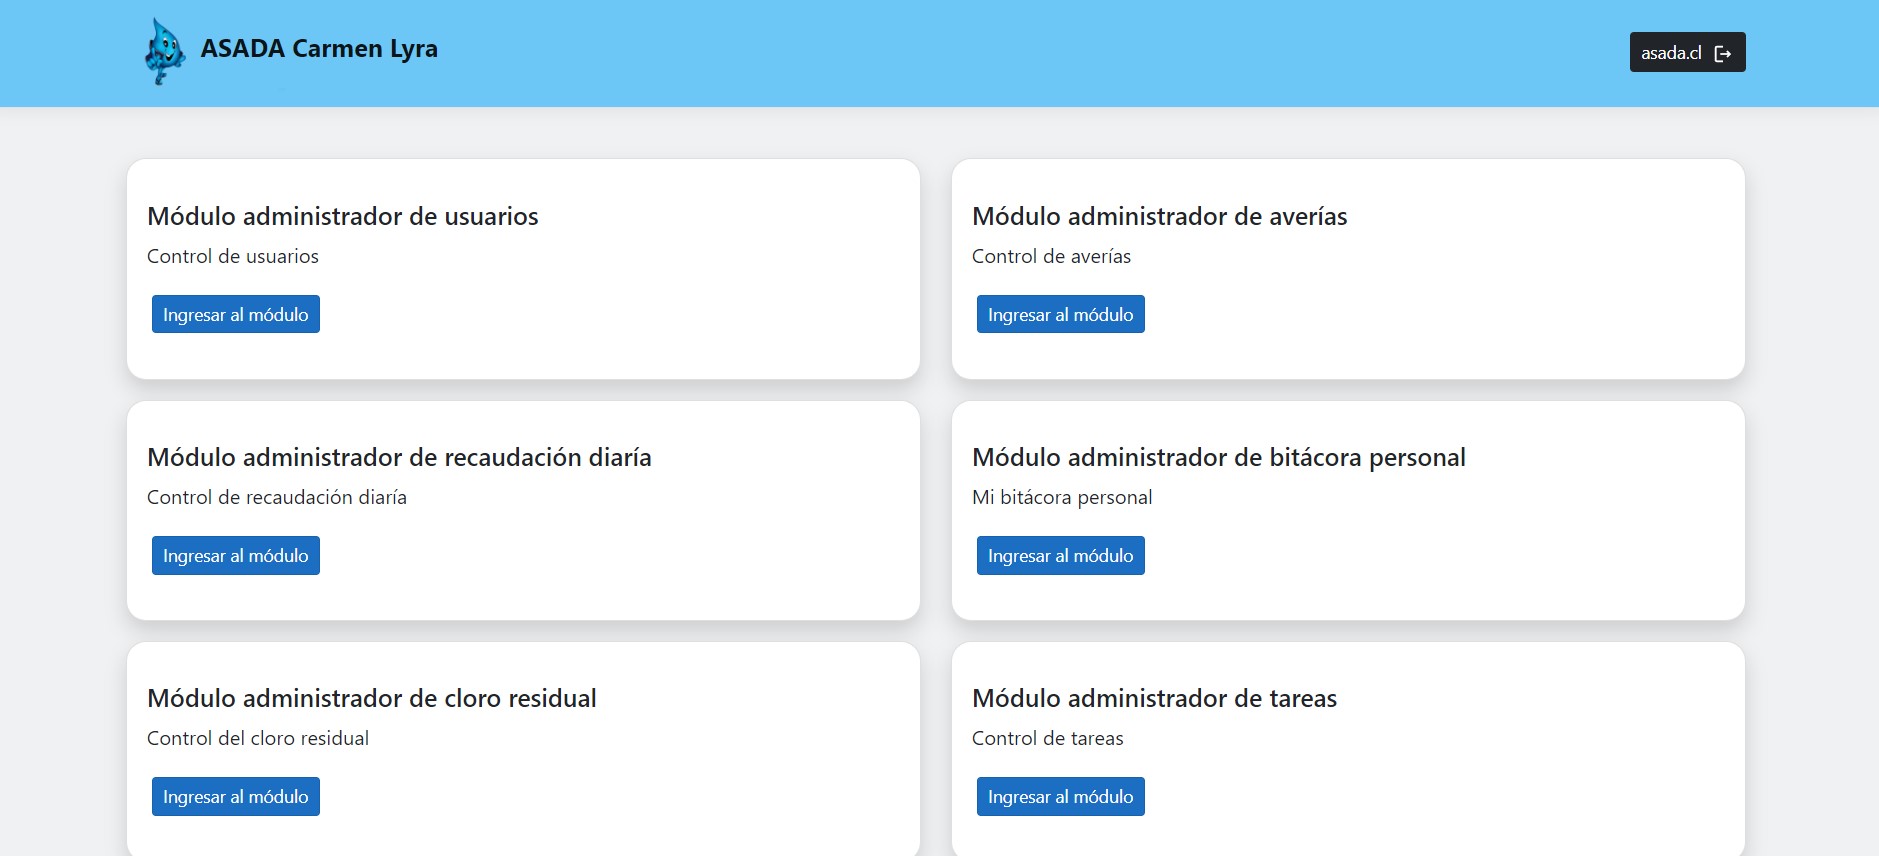 ASADA Carmen Lyra
asada.cl
Módulo administrador de usuarios
Control de usuarios
Ingresar al módulo
Módulo administrador de averías
Control de averías
Ingresar al módulo
Módulo administrador de recaudación diaría
Control de recaudación diaría
Ingresar al módulo
Módulo administrador de bitácora personal
Mi bitácora personal
Ingresar al módulo
Módulo administrador de cloro residual
Control del cloro residual
Ingresar al módulo
Módulo administrador de tareas
Control de tareas
Ingresar al módulo